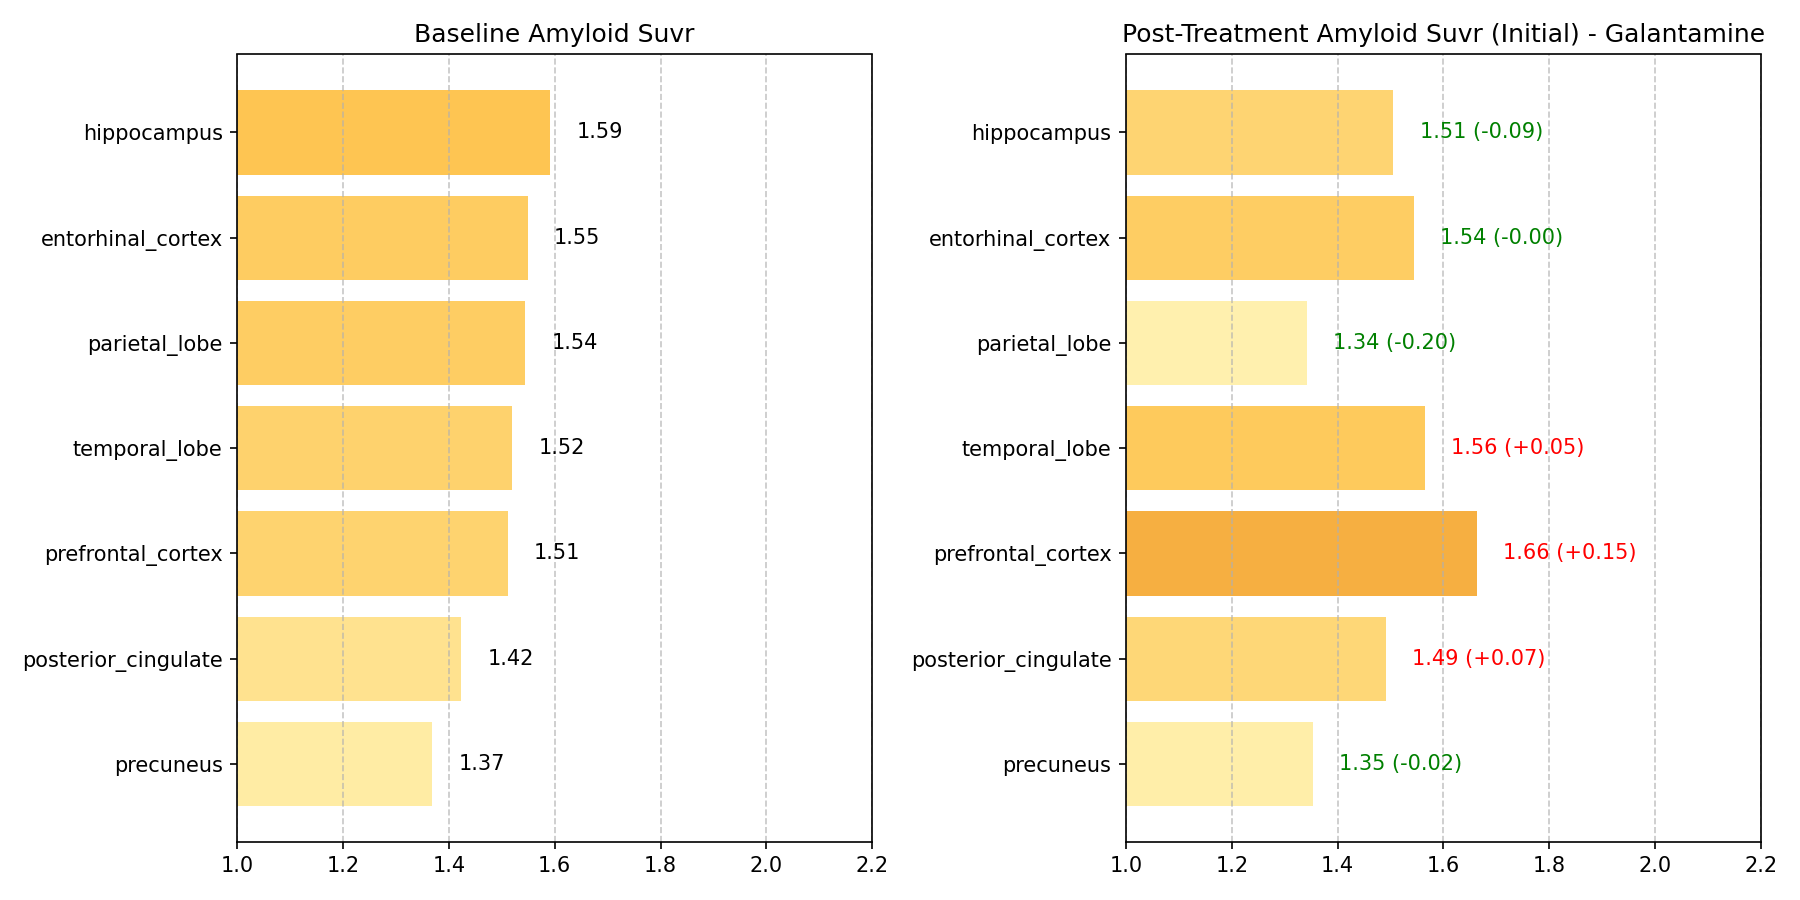 Baseline Amyloid Suvr
hippocampus 1.59
entorhinal_cortex 1.55
parietal_lobe 1.54
temporal_lobe 1.52
prefrontal_cortex 1.51
posterior_cingulate 1.42
precuneus 1.37
1.0 1.2 1.4 1.6 1.8 2.0 2.2
Post-Treatment Amyloid Suvr (Initial) - Galantamine
hippocampus 1.51 (-0.09)
entorhinal_cortex 1.54 (-0.00)
parietal_lobe 1.34 (-0.20)
temporal_lobe 1.56 (+0.05)
prefrontal_cortex 1.66 (+0.15)
posterior_cingulate 1.49 (+0.07)
precuneus 1.35 (-0.02)
1.0 1.2 1.4 1.6 1.8 2.0 2.2